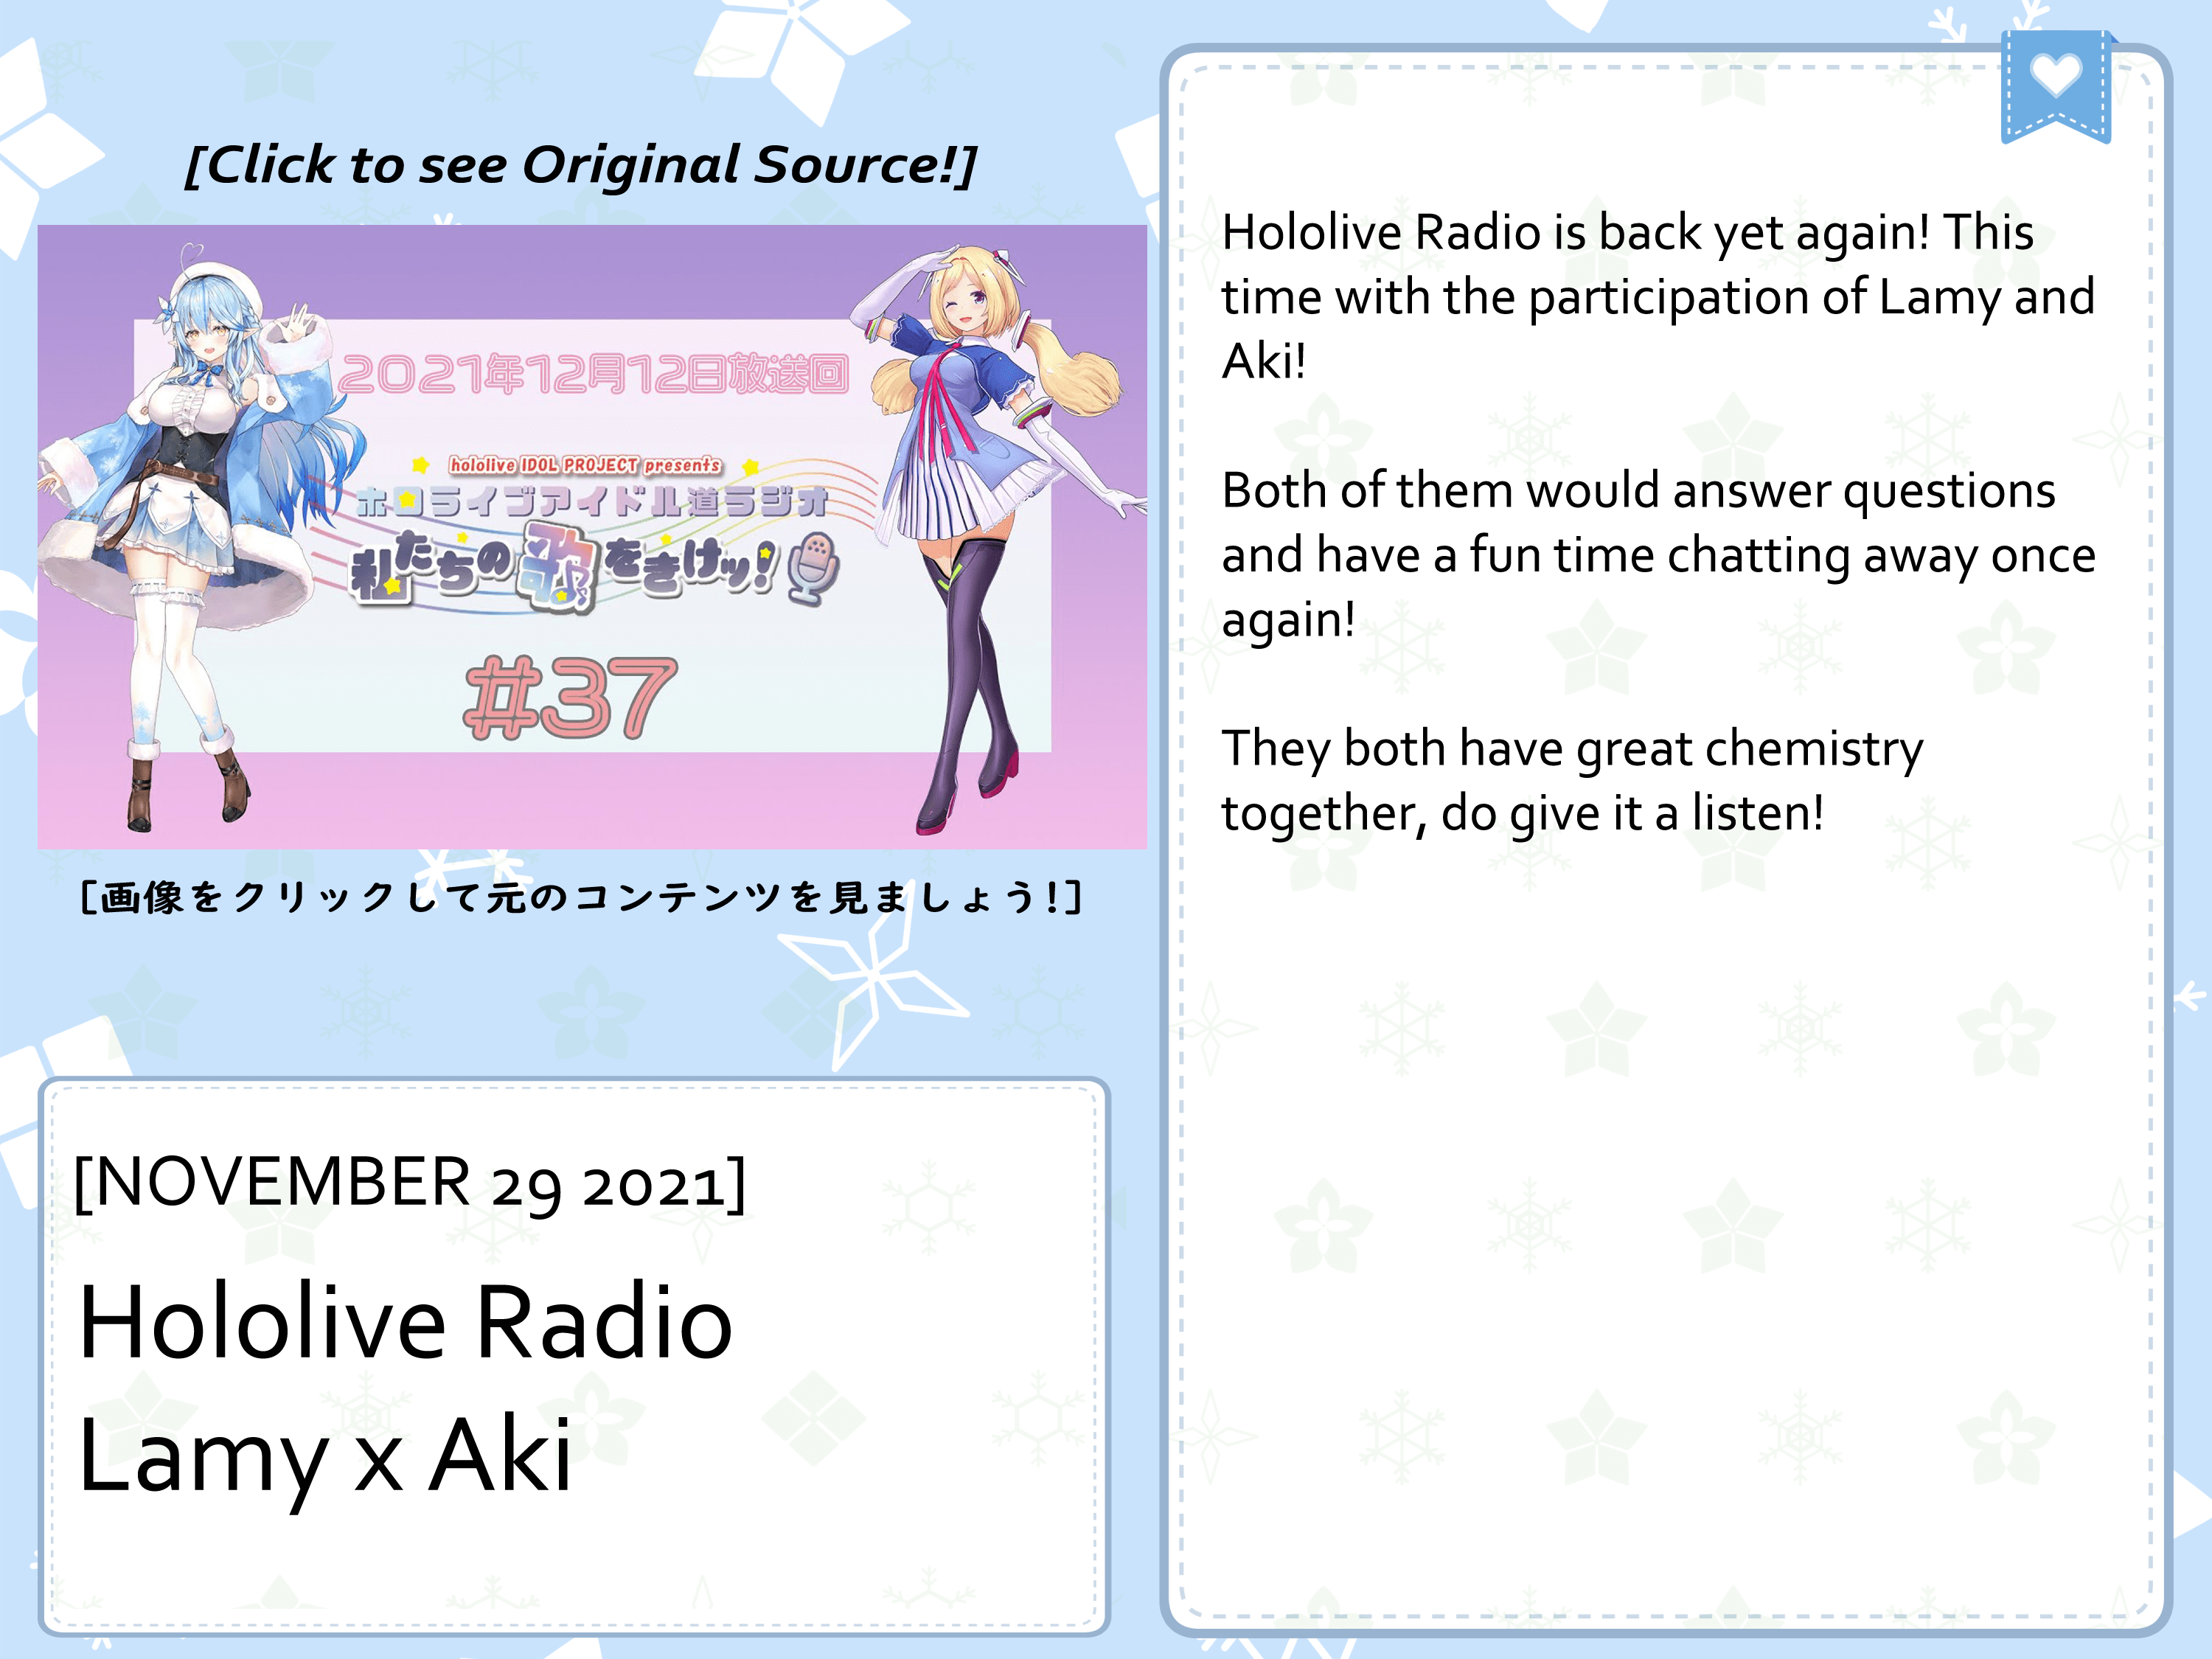 [Click to see Original Source!]
2021年12月12日放送回
hololive IDOL PROJECT presents
ホロライブアイドル道ラジオ
私たちの歌をきけッ!
#37
[画像をクリックして元のコンテンツを見ましょう!]
[NOVEMBER 29 2021]
Hololive Radio
Lamy x Aki
Hololive Radio is back yet again! This
time with the participation of Lamy and
Aki!
Both of them would answer questions
and have a fun time chatting away once
again!
They both have great chemistry
together, do give it a listen!